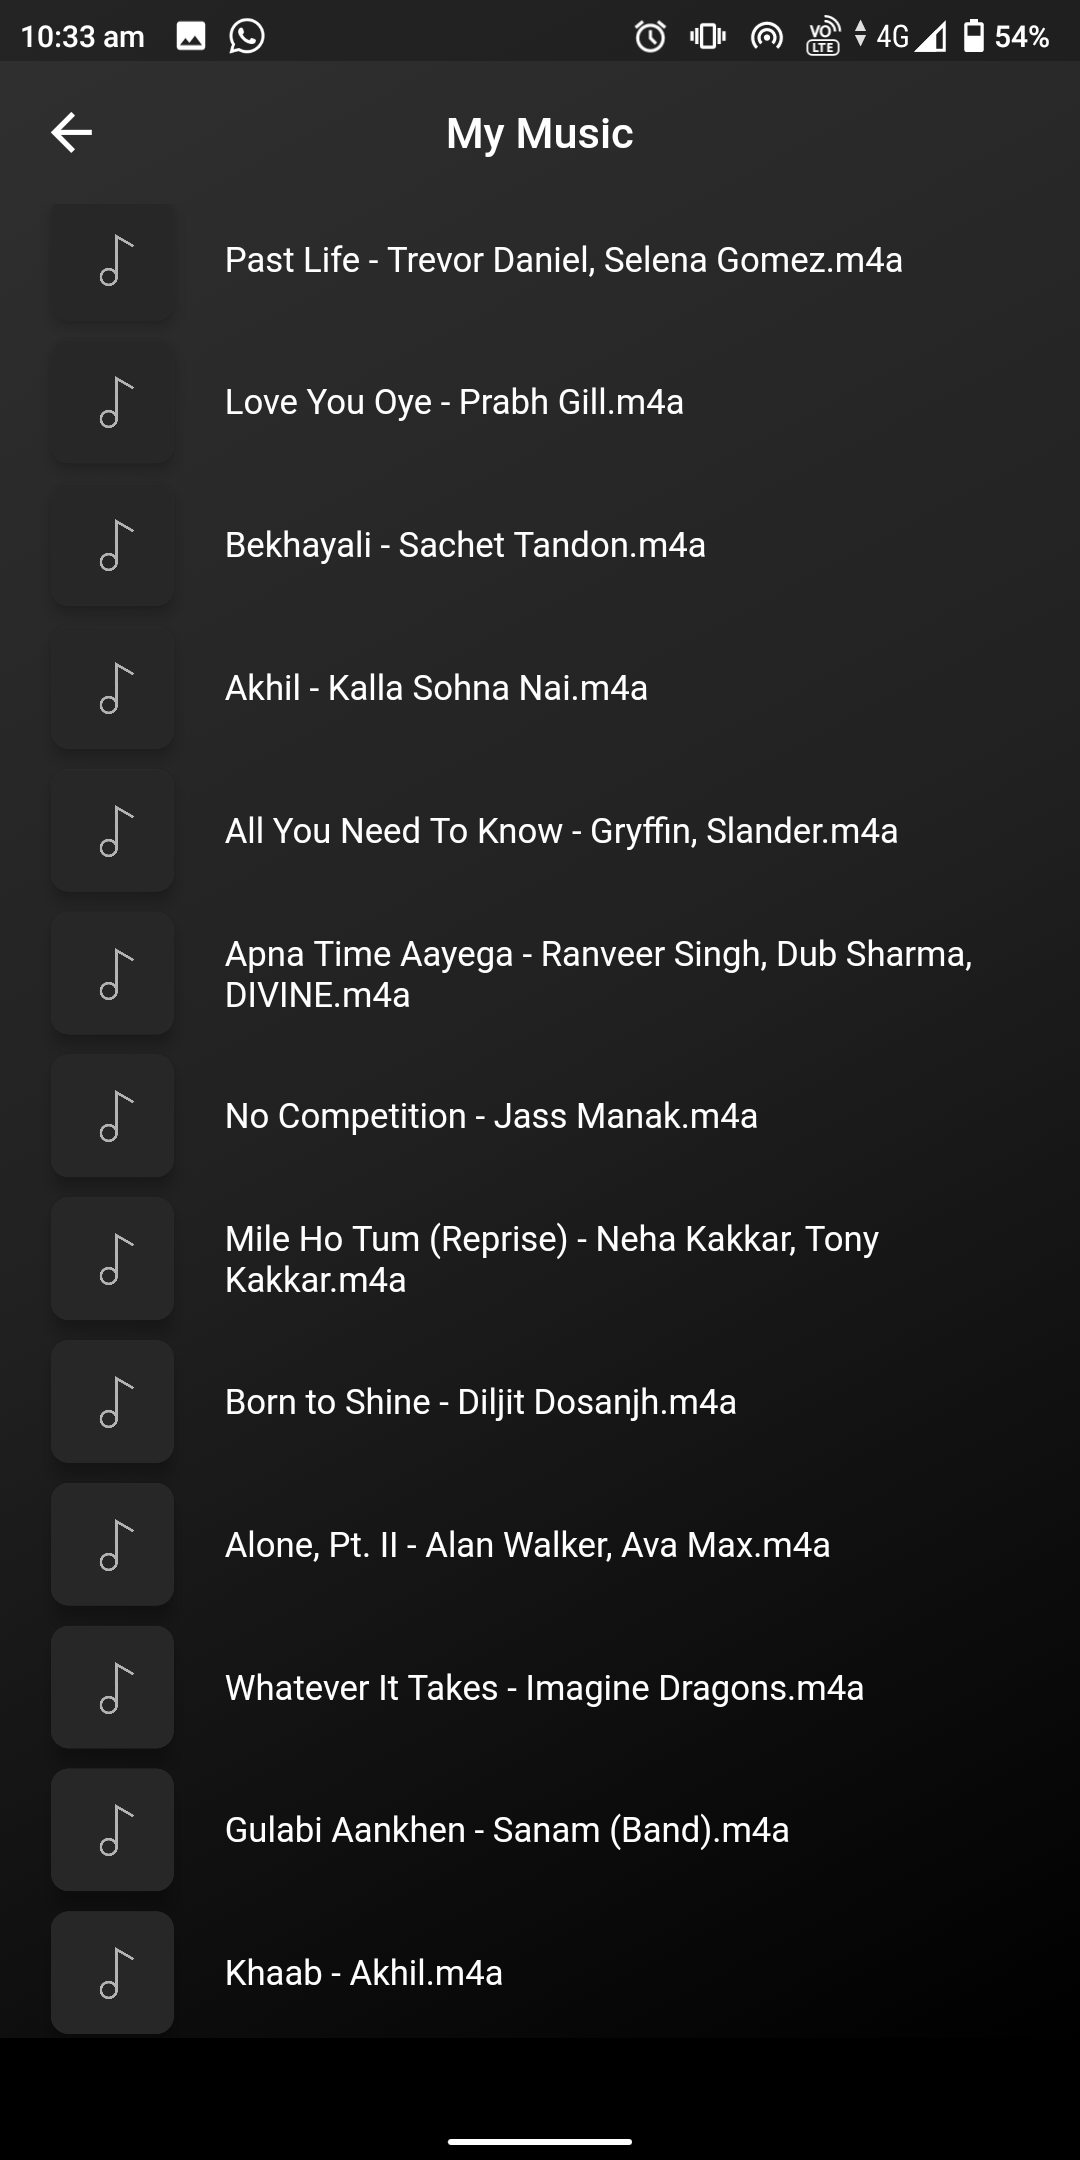 10:33 am VO LTE 4G 54%
My Music
Past Life - Trevor Daniel, Selena Gomez.m4a
Love You Oye - Prabh Gill.m4a
Bekhayali - Sachet Tandon.m4a
Akhil - Kalla Sohna Nai.m4a
All You Need To Know - Gryffin, Slander.m4a
Apna Time Aayega - Ranveer Singh, Dub Sharma,
DIVINE.m4a
No Competition - Jass Manak.m4a
Mile Ho Tum (Reprise) - Neha Kakkar, Tony
Kakkar.m4a
Born to Shine - Diljit Dosanjh.m4a
Alone, Pt. II - Alan Walker, Ava Max.m4a
Whatever It Takes - Imagine Dragons.m4a
Gulabi Aankhen - Sanam (Band).m4a
Khaab - Akhil.m4a